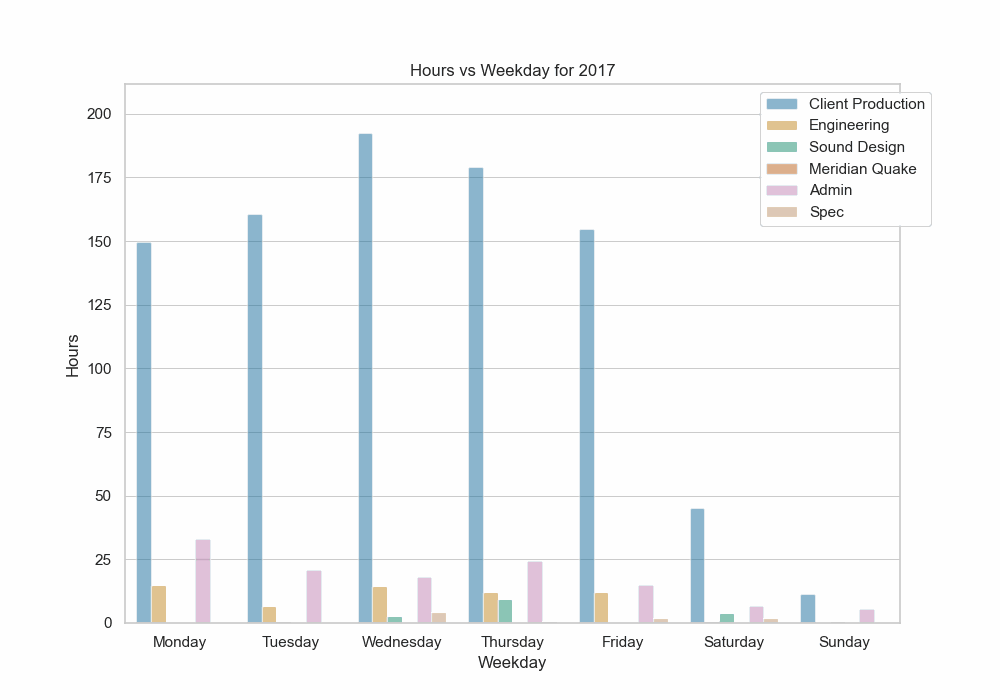 Hours vs Weekday for 2017
Client Production
Engineering
Sound Design
Meridian Quake
Admin
Spec
Hours
200
175
150
125
100
75
50
25
0
Monday Tuesday Wednesday Thursday Friday Saturday Sunday
Weekday